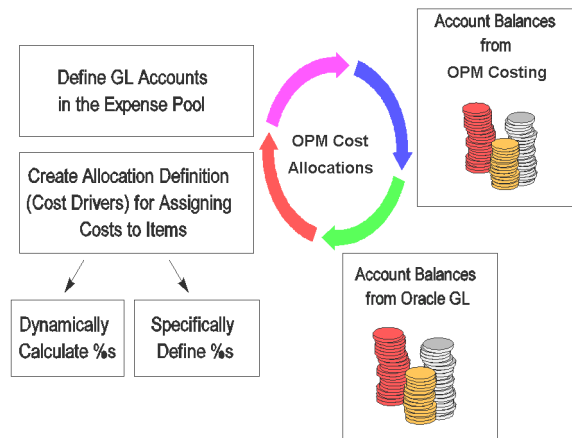 Define GL Accounts
in the Expense Pool
Create Allocation Definition
(Cost Drivers) for Assigning
Costs to Items
Dynamically
Calculate %s
Specifically
Define %s
OPM Cost
Allocations
Account Balances
from
OPM Costing
Account Balances
from Oracle GL